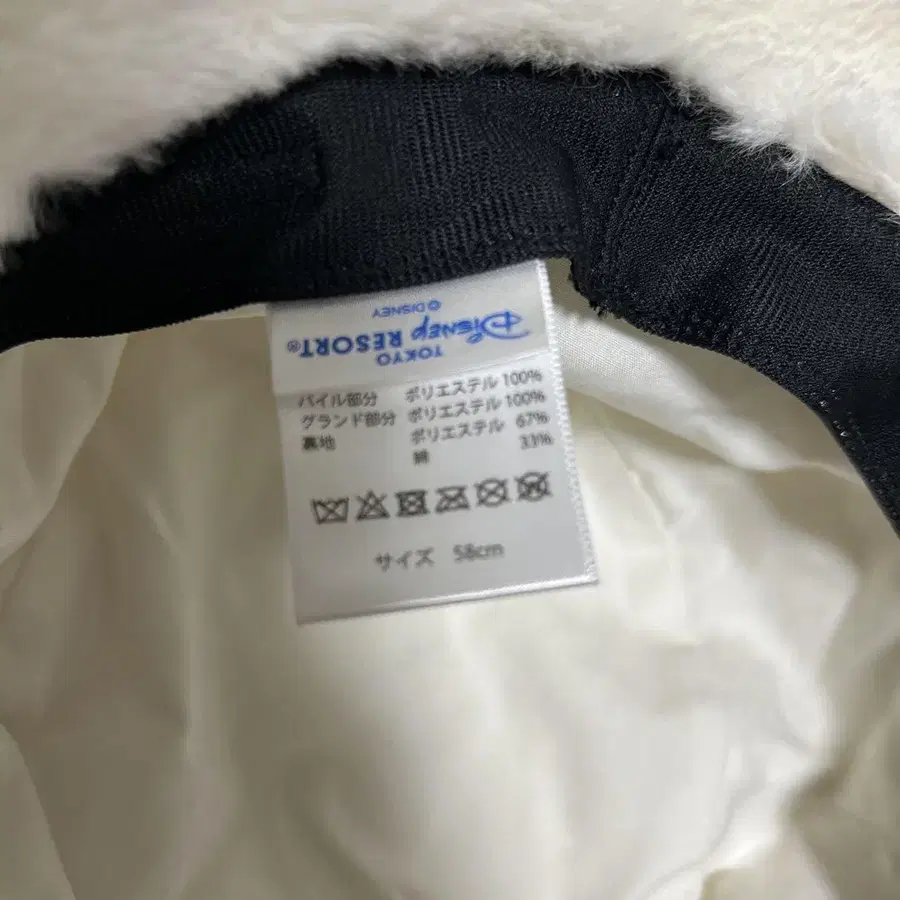 © DISNEY
Disney RESORT®
TOKYO
パイル部分 ポリエステル 100%
グランド部分 ポリエステル 100%
裏地 ポリエステル 67%
綿 33%
サイズ 58cm